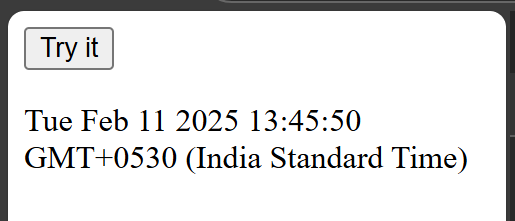 Try it
Tue Feb 11 2025 13:45:50
GMT+0530 (India Standard Time)